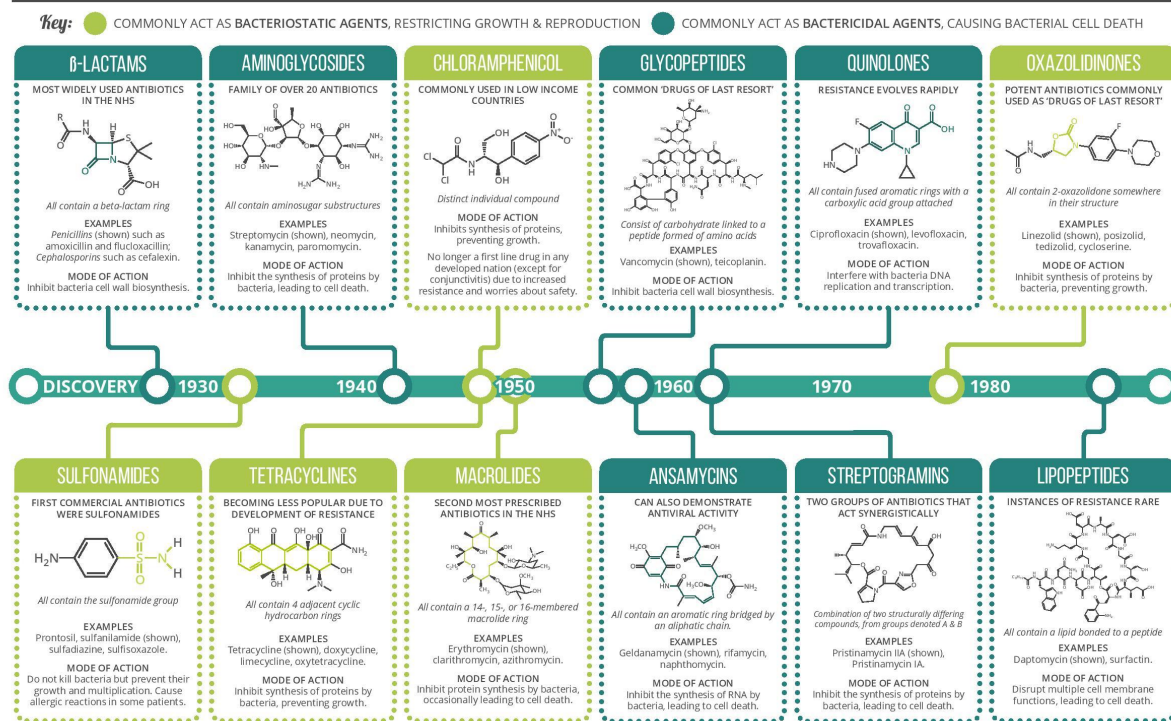 Key: COMMONLY ACT AS BACTERIOSTATIC AGENTS, RESTRICTING GROWTH & REPRODUCTION COMMONLY ACT AS BACTERICIDAL AGENTS, CAUSING BACTERIAL CELL DEATH
ß-LACTAMS
MOST WIDELY USED ANTIBIOTICS
IN THE NHS
All contain a beta-lactam ring
EXAMPLES
Penicillins (shown) such as
amoxicillin and flucloxacillin;
Cephalosporins such as cefalexin.
MODE OF ACTION
Inhibit bacteria cell wall biosynthesis.
AMINOGLYCOSIDES
FAMILY OF OVER 20 ANTIBIOTICS
All contain aminosugar substructures
EXAMPLES
Streptomycin (shown), neomycin,
kanamycin, paromomycin.
MODE OF ACTION
Inhibit the synthesis of proteins by
bacteria, leading to cell death.
CHLORAMPHENICOL
COMMONLY USED IN LOW INCOME
COUNTRIES
Distinct individual compound
MODE OF ACTION
Inhibits synthesis of proteins,
preventing growth.
No longer a first line drug in any
developed nation (except for
conjunctivitis) due to increased
resistance and worries about safety.
GLYCOPEPTIDES
COMMON 'DRUGS OF LAST RESORT'
Consist of carbohydrate linked to a
peptide formed of amino acids
EXAMPLES
Vancomycin (shown), teicoplanin.
MODE OF ACTION
Inhibit bacteria cell wall biosynthesis.
QUINOLONES
RESISTANCE EVOLVES RAPIDLY
All contain fused aromatic rings with a
carboxylic acid group attached
EXAMPLES
Ciprofloxacin (shown), levofloxacin,
trovafloxacin.
MODE OF ACTION
Interfere with bacteria DNA
replication and transcription.
OXAZOLIDINONES
POTENT ANTIBIOTICS COMMONLY
USED AS 'DRUGS OF LAST RESORT'
All contain 2-oxazolidone somewhere
in their structure
EXAMPLES
Linezolid (shown), posizolid,
tedizolid, cycloserine.
MODE OF ACTION
Inhibit synthesis of proteins by
bacteria, preventing growth.
DISCOVERY 1930 1940 1950 1960 1970 1980
SULFONAMIDES
FIRST COMMERCIAL ANTIBIOTICS
WERE SULFONAMIDES
All contain the sulfonamide group
EXAMPLES
Prontosil, sulfanilamide (shown),
sulfadiazine, sulfisoxazole.
MODE OF ACTION
Do not kill bacteria but prevent their
growth and multiplication. Cause
allergic reactions in some patients.
TETRACYCLINES
BECOMING LESS POPULAR DUE TO
DEVELOPMENT OF RESISTANCE
All contain 4 adjacent cyclic
hydrocarbon rings
EXAMPLES
Tetracycline (shown), doxycycline,
limecycline, oxytetracycline.
MODE OF ACTION
Inhibit synthesis of proteins by
bacteria, preventing growth.
MACROLIDES
SECOND MOST PRESCRIBED
ANTIBIOTICS IN THE NHS
All contain a 14-, 15-, or 16-membered
macrolide ring
EXAMPLES
Erythromycin (shown),
clarithromycin, azithromycin.
MODE OF ACTION
Inhibit protein synthesis by bacteria,
occasionally leading to cell death.
ANSAMYCINS
CAN ALSO DEMONSTRATE
ANTIVIRAL ACTIVITY
All contain an aromatic ring bridged by
an aliphatic chain.
EXAMPLES
Geldanamycin (shown), rifamycin,
naphthomycin.
MODE OF ACTION
Inhibit the synthesis of RNA by
bacteria, leading to cell death.
STREPTOGRAMINS
TWO GROUPS OF ANTIBIOTICS THAT
ACT SYNERGISTICALLY
Combination of two structurally differing
compounds, from groups denoted A & B
EXAMPLES
Pristinamycin IIA (shown),
Pristinamycin IA.
MODE OF ACTION
Inhibit the synthesis of proteins by
bacteria, leading to cell death.
LIPOPEPTIDES
INSTANCES OF RESISTANCE RARE
All contain a lipid bonded to a peptide
EXAMPLES
Daptomycin (shown), surfactin.
MODE OF ACTION
Disrupt multiple cell membrane
functions, leading to cell death.